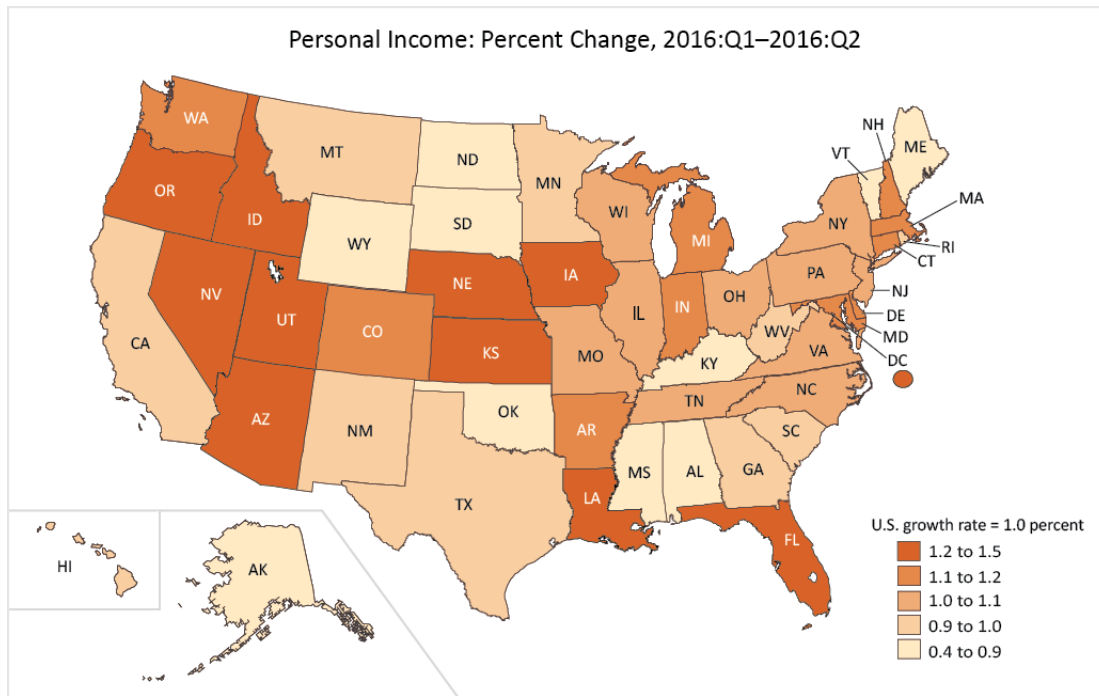 Personal Income: Percent Change, 2016:Q1–2016:Q2
WA
MT
ND
MN
NH
VT
ME
OR
ID
WY
SD
WI
MI
NY
MA
RI
CT
NV
UT
CO
NE
IA
IL
IN
OH
PA
NJ
DE
MD
DC
CA
KS
MO
WV
VA
KY
AZ
NM
OK
AR
TN
NC
SC
TX
LA
MS
AL
GA
FL
HI
AK
U.S. growth rate = 1.0 percent
1.2 to 1.5
1.1 to 1.2
1.0 to 1.1
0.9 to 1.0
0.4 to 0.9